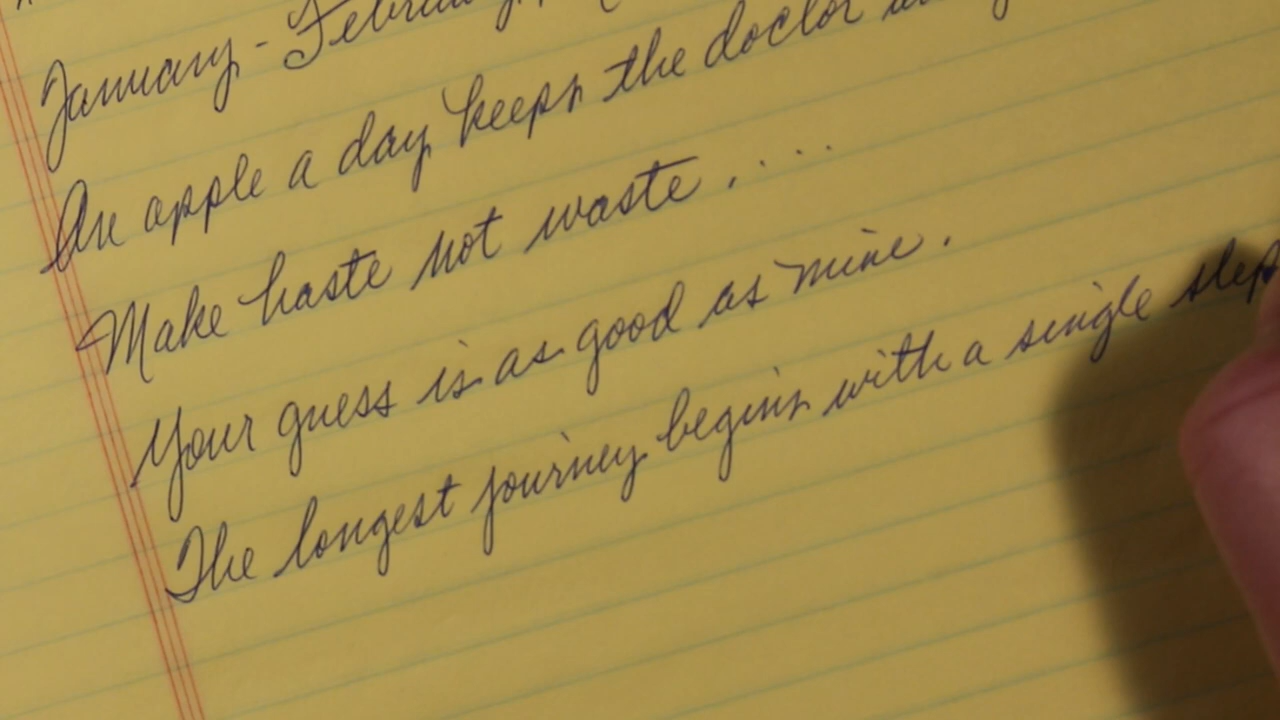 January - February
An apple a day keeps the doctor
Make haste not waste . . . .
Your guess is as good as mine .
The longest journey begins with a single step